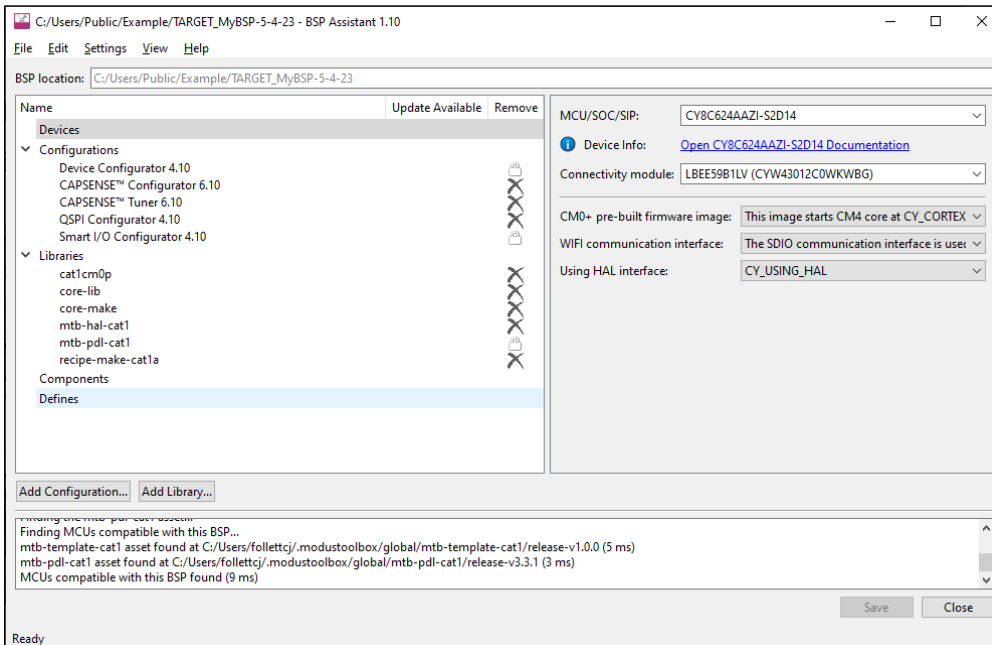 C:/Users/Public/Example/TARGET_MyBSP-5-4-23 - BSP Assistant 1.10
File Edit Settings View Help
BSP location: C:/Users/Public/Example/TARGET_MyBSP-5-4-23
Name Update Available Remove
Devices
Configurations
Device Configurator 4.10
CAPSENSE™ Configurator 6.10
CAPSENSE™ Tuner 6.10
QSPI Configurator 4.10
Smart I/O Configurator 4.10
Libraries
cat1cm0p
core-lib
core-make
mtb-hal-cat1
mtb-pdl-cat1
recipe-make-cat1a
Components
Defines
MCU/SOC/SIP: CY8C624AAZI-S2D14
Device Info: Open CY8C624AAZI-S2D14 Documentation
Connectivity module: LBEE59B1LV (CYW43012C0WKWBG)
CM0+ pre-built firmware image: This image starts CM4 core at CY_CORTEX
WIFI communication interface: The SDIO communication interface is used
Using HAL interface: CY_USING_HAL
Add Configuration... Add Library...
Finding the mtb-pdl-cat1 asset...
Finding MCUs compatible with this BSP...
mtb-template-cat1 asset found at C:/Users/follettcj/.modustoolbox/global/mtb-template-cat1/release-v1.0.0 (5 ms)
mtb-pdl-cat1 asset found at C:/Users/follettcj/.modustoolbox/global/mtb-pdl-cat1/release-v3.3.1 (3 ms)
MCUs compatible with this BSP found (9 ms)
Save Close
Ready